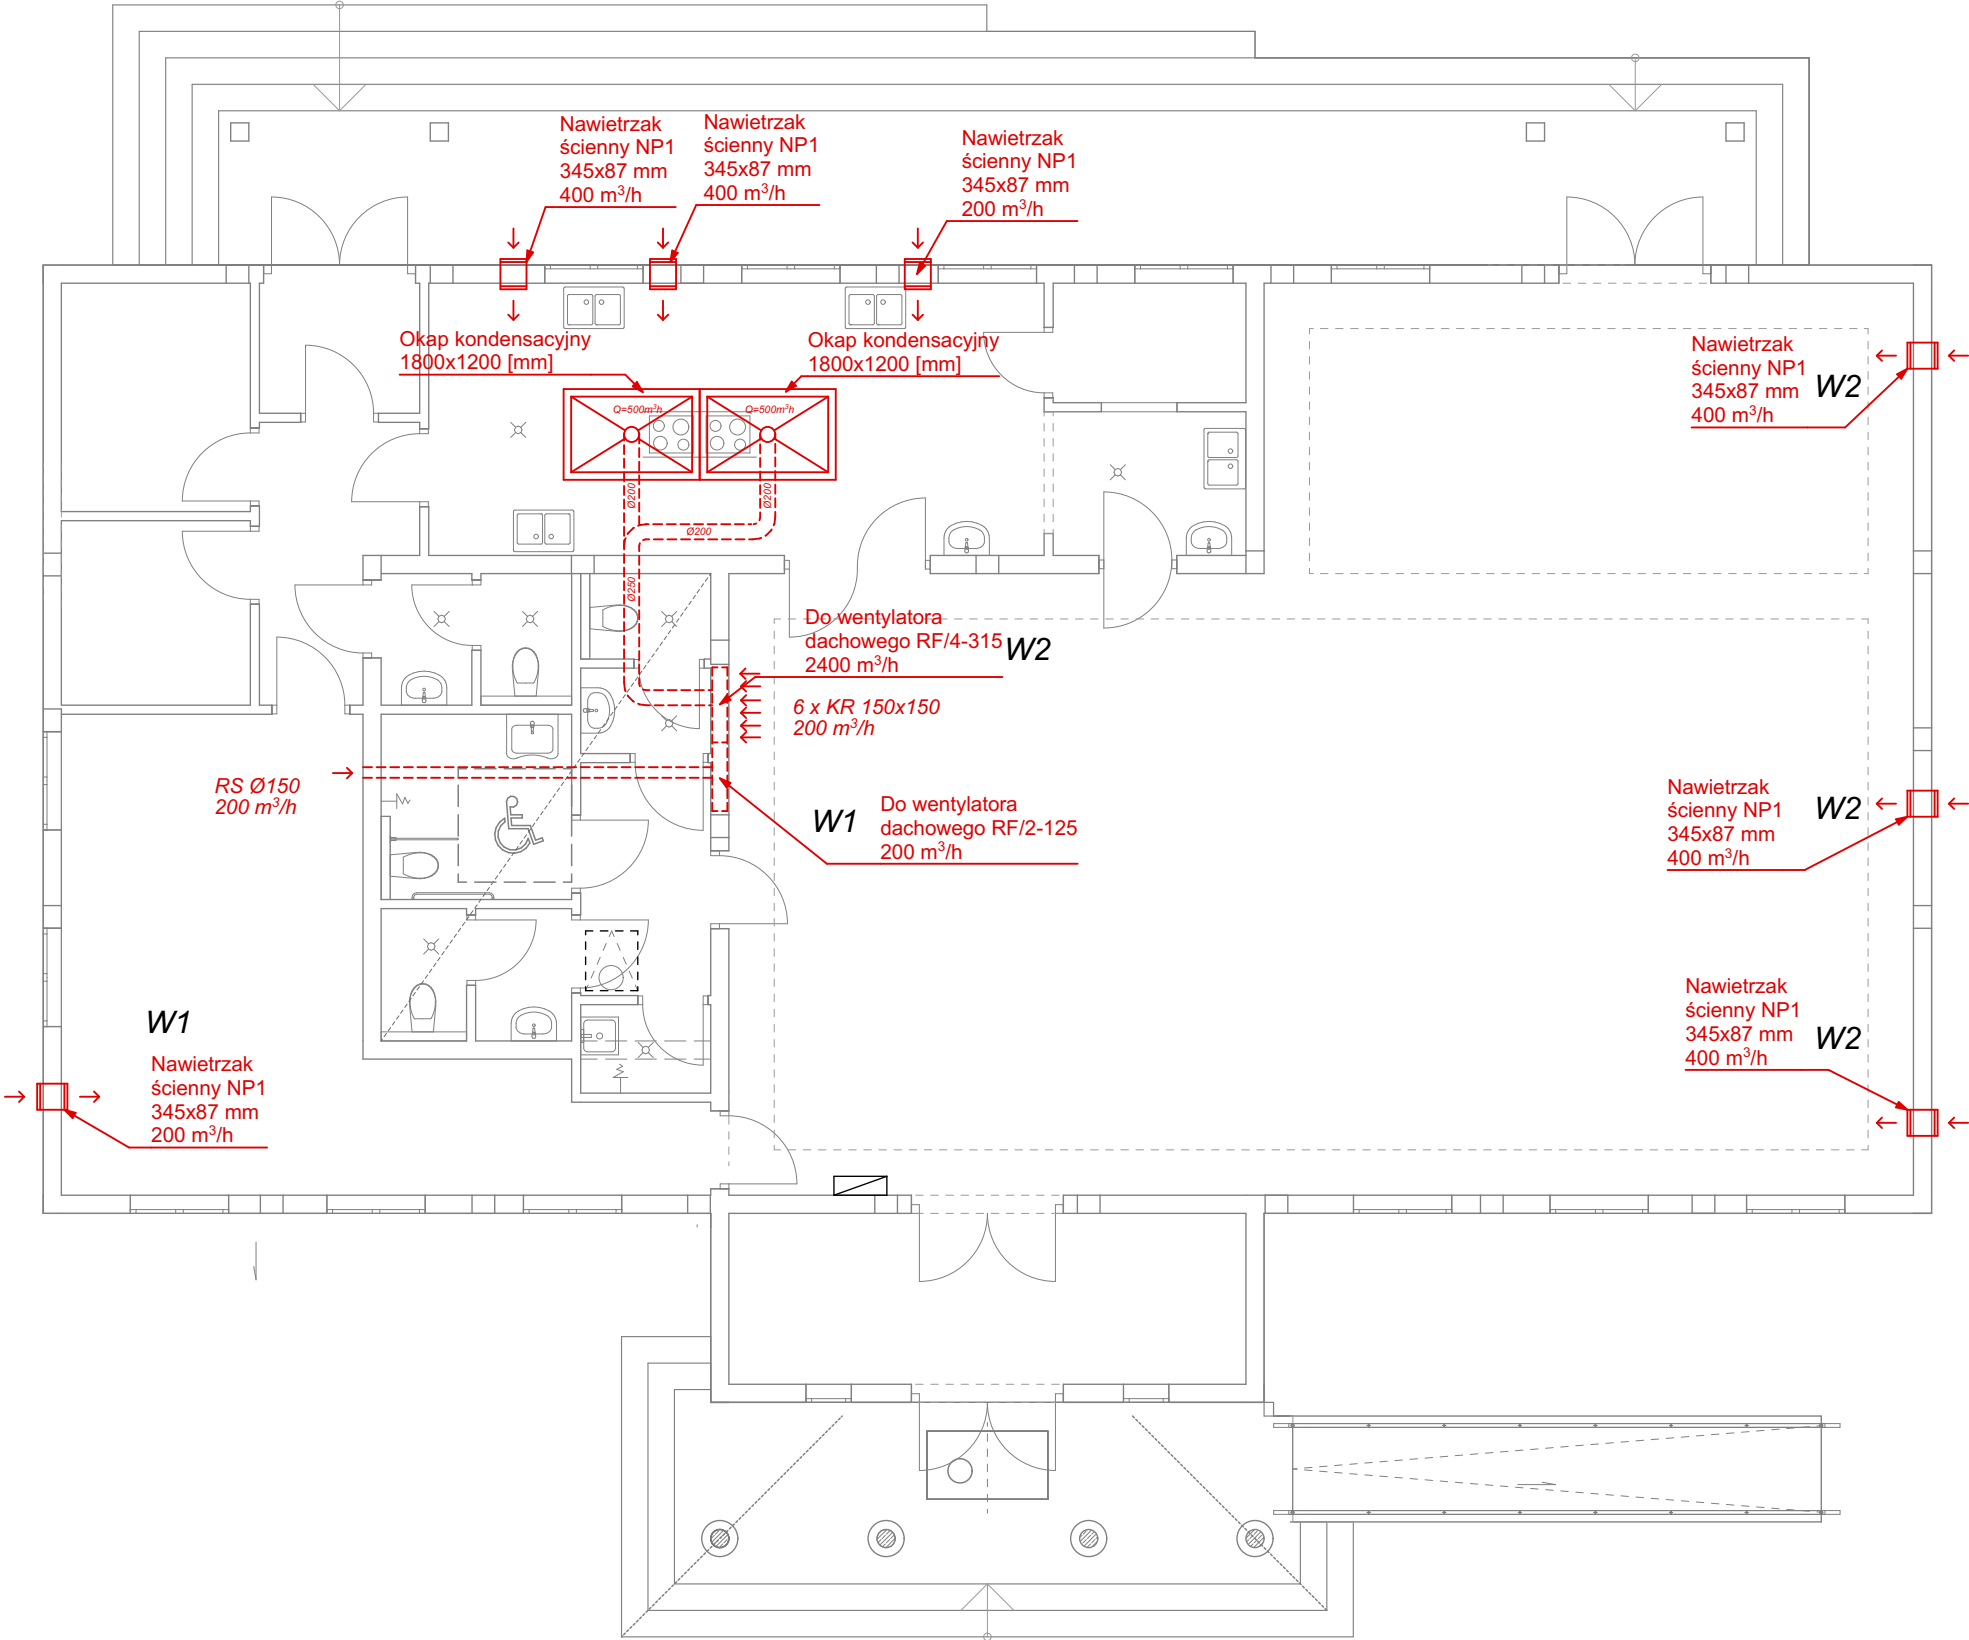 Nawietrzak
ścienny NP1
345x87 mm
400 m³/h
Nawietrzak
ścienny NP1
345x87 mm
400 m³/h
Nawietrzak
ścienny NP1
345x87 mm
200 m³/h
Okap kondensacyjny
1800x1200 [mm]
Okap kondensacyjny
1800x1200 [mm]
Nawietrzak
ścienny NP1
345x87 mm
400 m³/h
W2
Q=500m³h
Q=500m³h
Ø200
Ø200
Ø200
Ø250
Do wentylatora
dachowego RF/4-315
2400 m³/h
W2
6 x KR 150x150
200 m³/h
RS Ø150
200 m³/h
W1
Do wentylatora
dachowego RF/2-125
200 m³/h
Nawietrzak
ścienny NP1
345x87 mm
400 m³/h
W2
W1
Nawietrzak
ścienny NP1
345x87 mm
200 m³/h
Nawietrzak
ścienny NP1
345x87 mm
400 m³/h
W2